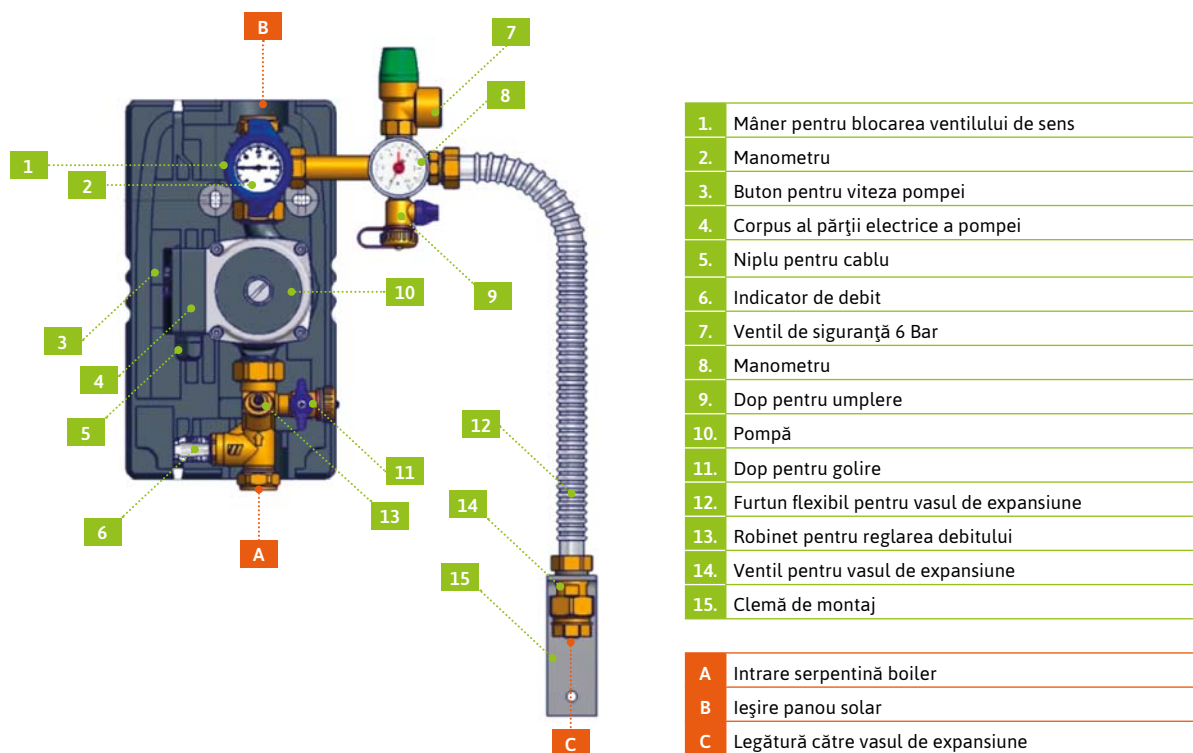 B
7
8
1
2
10
9
3
4
5
12
11
6
13
14
A
15
C
1. Mâner pentru blocarea ventilului de sens
2. Manometru
3. Buton pentru viteza pompei
4. Corpus al părții electrice a pompei
5. Niplu pentru cablu
6. Indicator de debit
7. Ventil de siguranță 6 Bar
8. Manometru
9. Dop pentru umplere
10. Pompă
11. Dop pentru golire
12. Furtun flexibil pentru vasul de expansiune
13. Robinet pentru reglarea debitului
14. Ventil pentru vasul de expansiune
15. Clemă de montaj
A Intrare serpentină boiler
B Ieșire panou solar
C Legătură către vasul de expansiune